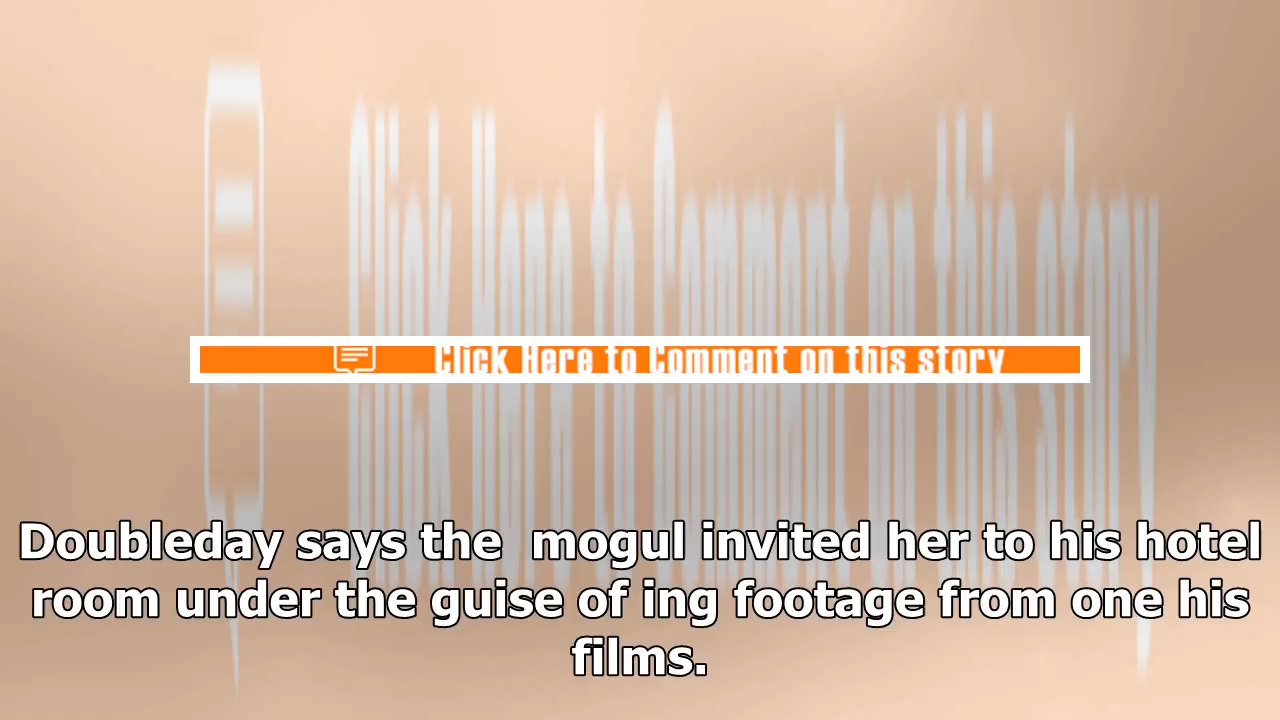 Click Here to Comment on this story
Doubleday says the  mogul invited her to his hotel
room under the guise of ing footage from one his
films.